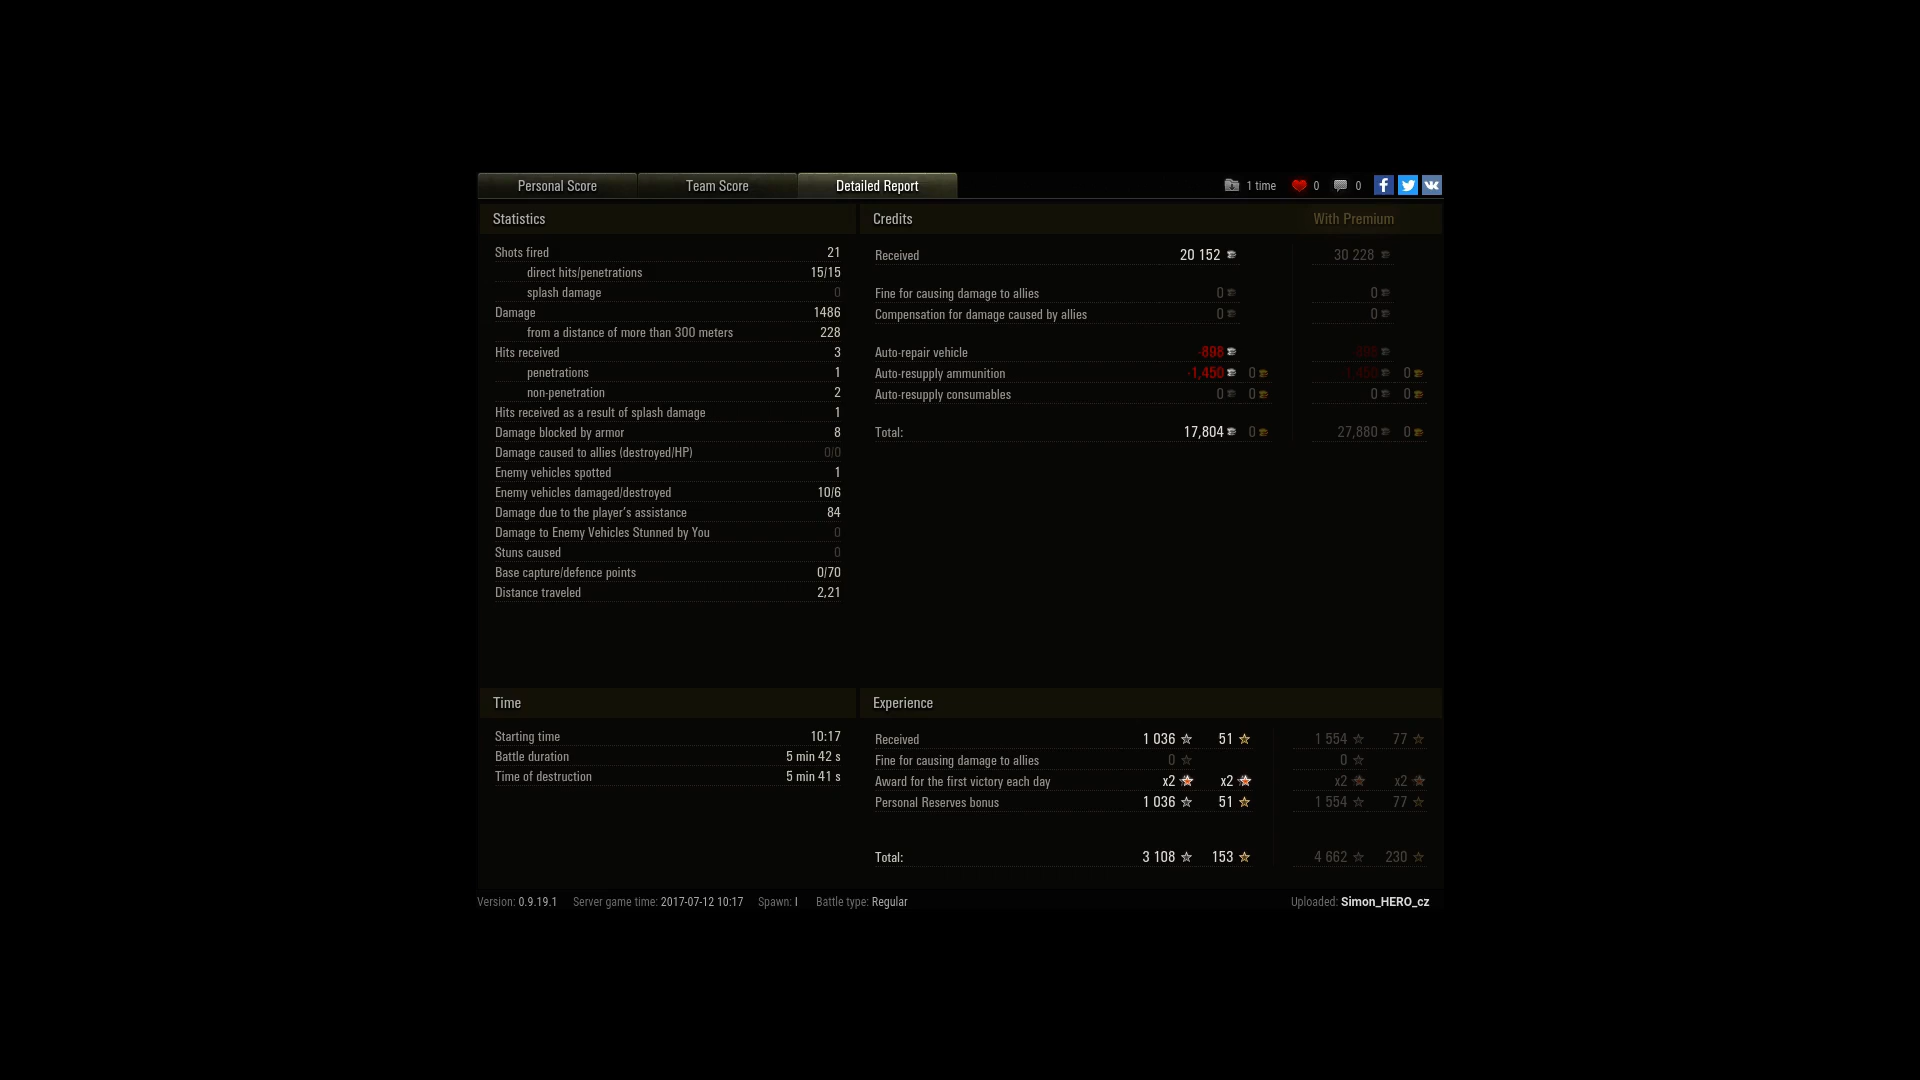 Personal Score Team Score Detailed Report 1 time 0 0
Statistics
Shots fired 21
direct hits/penetrations 15/15
splash damage 0
Damage 1486
from a distance of more than 300 meters 228
Hits received 3
penetrations 1
non-penetration 2
Hits received as a result of splash damage 1
Damage blocked by armor 8
Damage caused to allies (destroyed/HP) 0/0
Enemy vehicles spotted 1
Enemy vehicles damaged/destroyed 10/6
Damage due to the player's assistance 84
Damage to Enemy Vehicles Stunned by You 0
Stuns caused 0
Base capture/defence points 0/70
Distance traveled 2,21
Credits With Premium
Received 20 152 30 228
Fine for causing damage to allies 0 0
Compensation for damage caused by allies 0 0
Auto-repair vehicle -898 -898
Auto-resupply ammunition -1,450 0 -1,450 0
Auto-resupply consumables 0 0 0 0
Total: 17,804 0 27,880 0
Time
Starting time 10:17
Battle duration 5 min 42 s
Time of destruction 5 min 41 s
Experience
Received 1 036 51 1 554 77
Fine for causing damage to allies 0 0
Award for the first victory each day x2 x2 x2 x2
Personal Reserves bonus 1 036 51 1 554 77
Total: 3 108 153 4 662 230
Version: 0.9.19.1 Server game time: 2017-07-12 10:17 Spawn: I Battle type: Regular Uploaded: Simon_HERO_cz